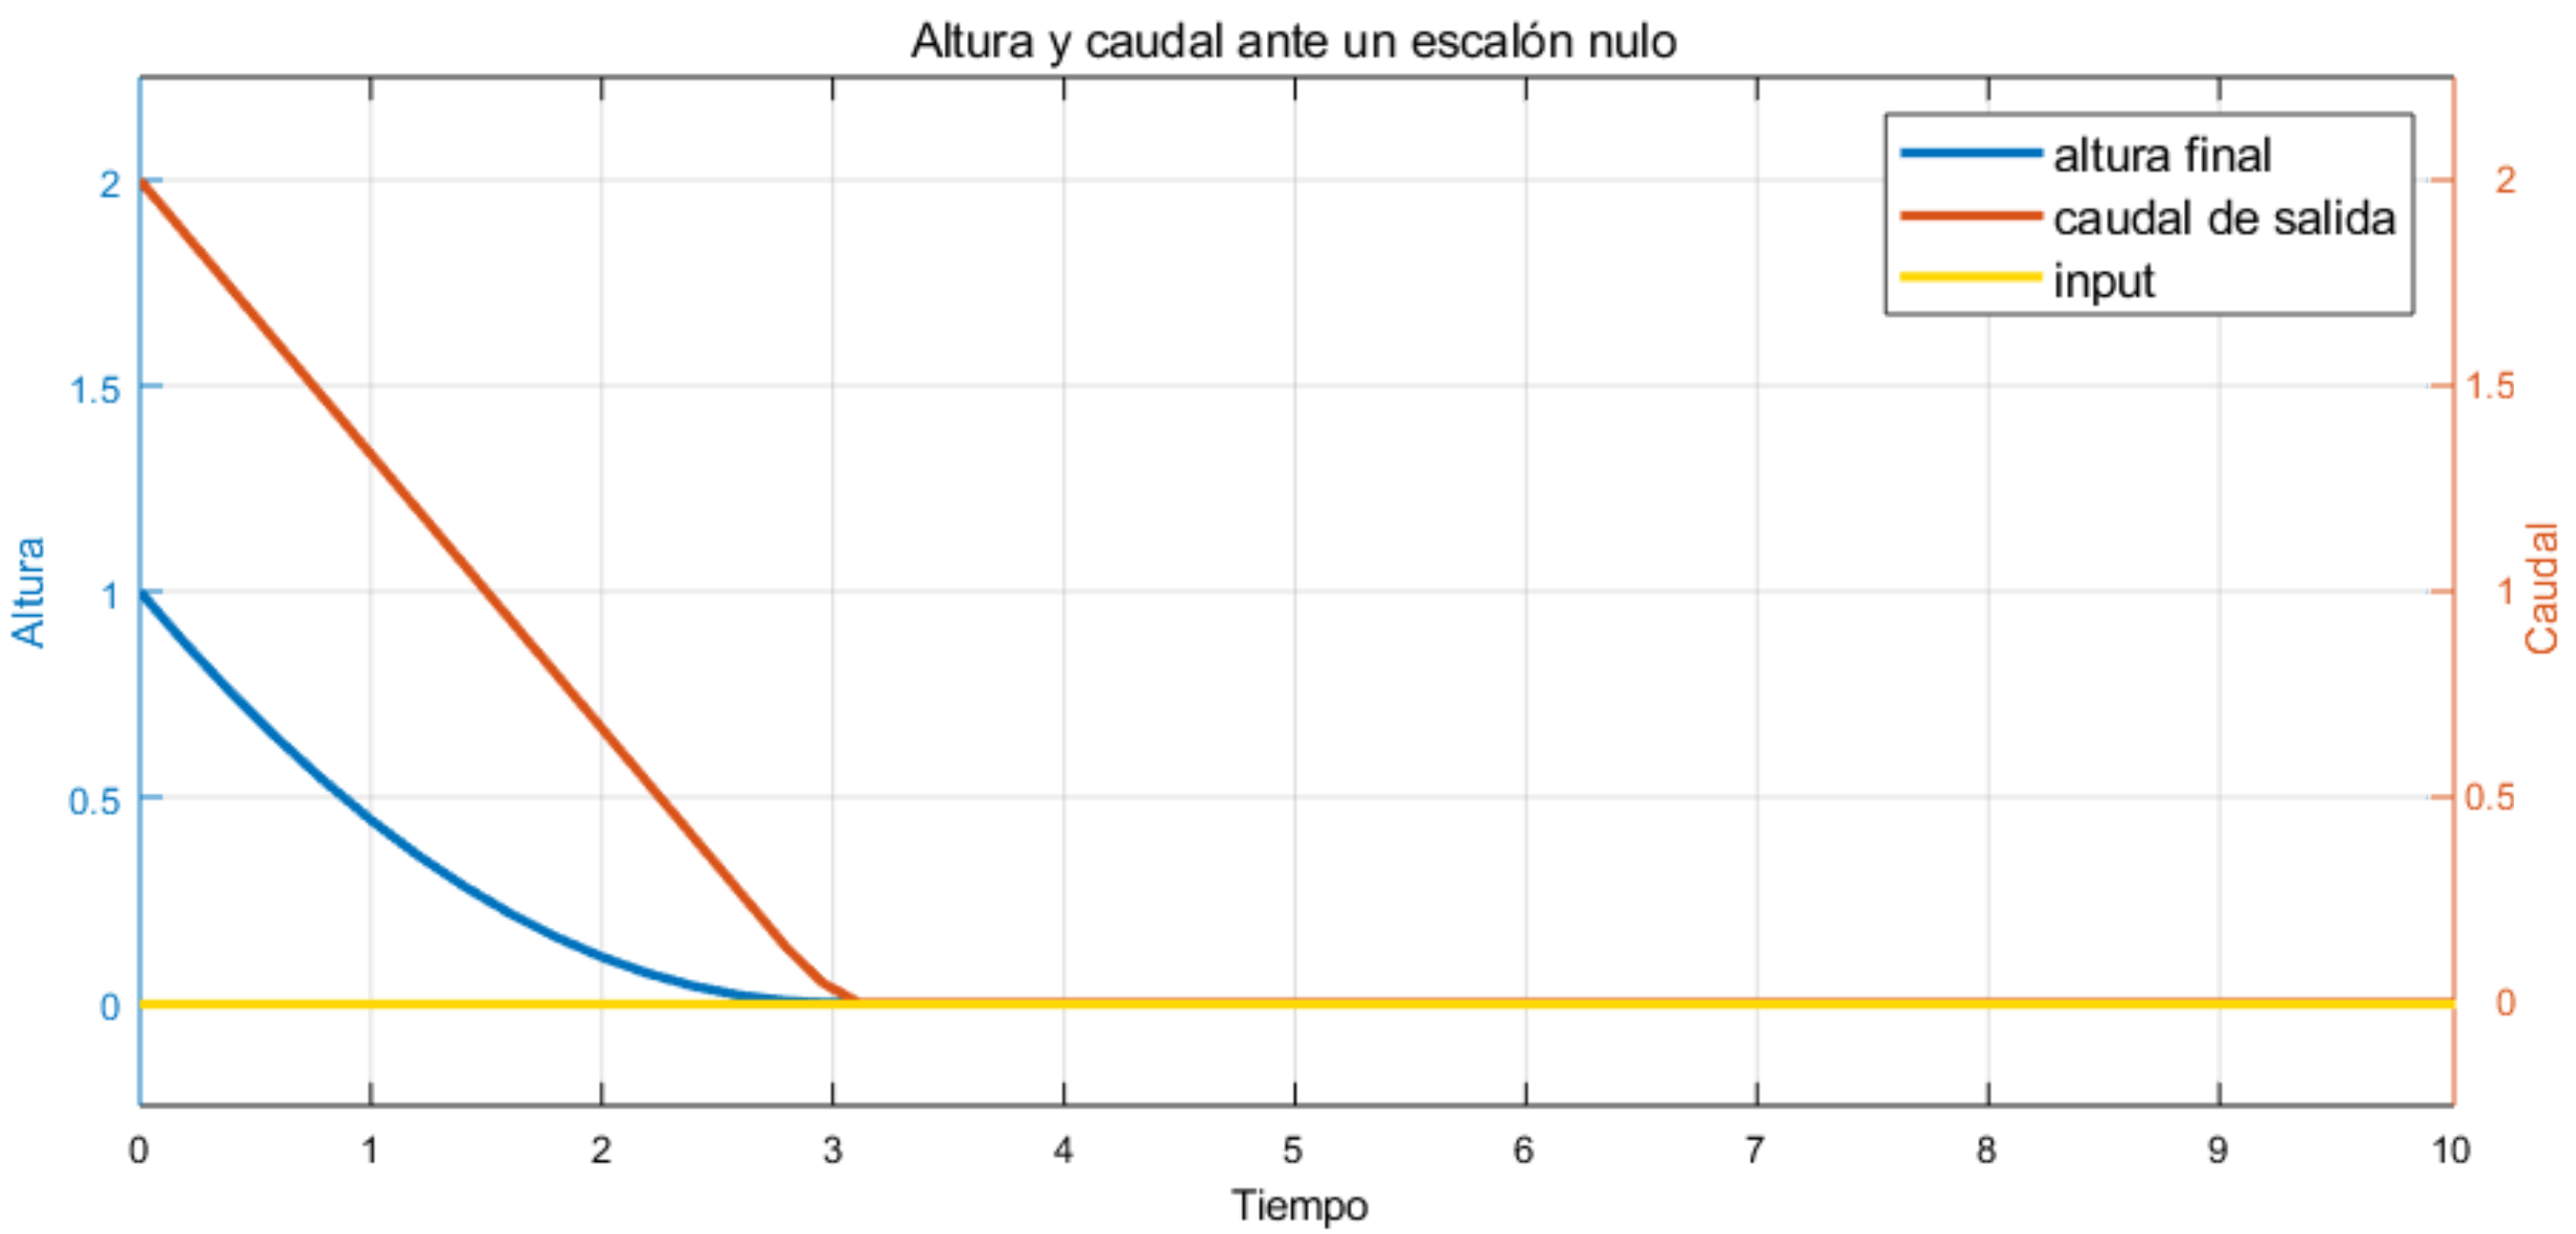 Altura y caudal ante un escalón nulo
altura final
caudal de salida
input
2
1.5
1
0.5
0
Altura
2
1.5
1
0.5
0
Caudal
0 1 2 3 4 5 6 7 8 9 10
Tiempo